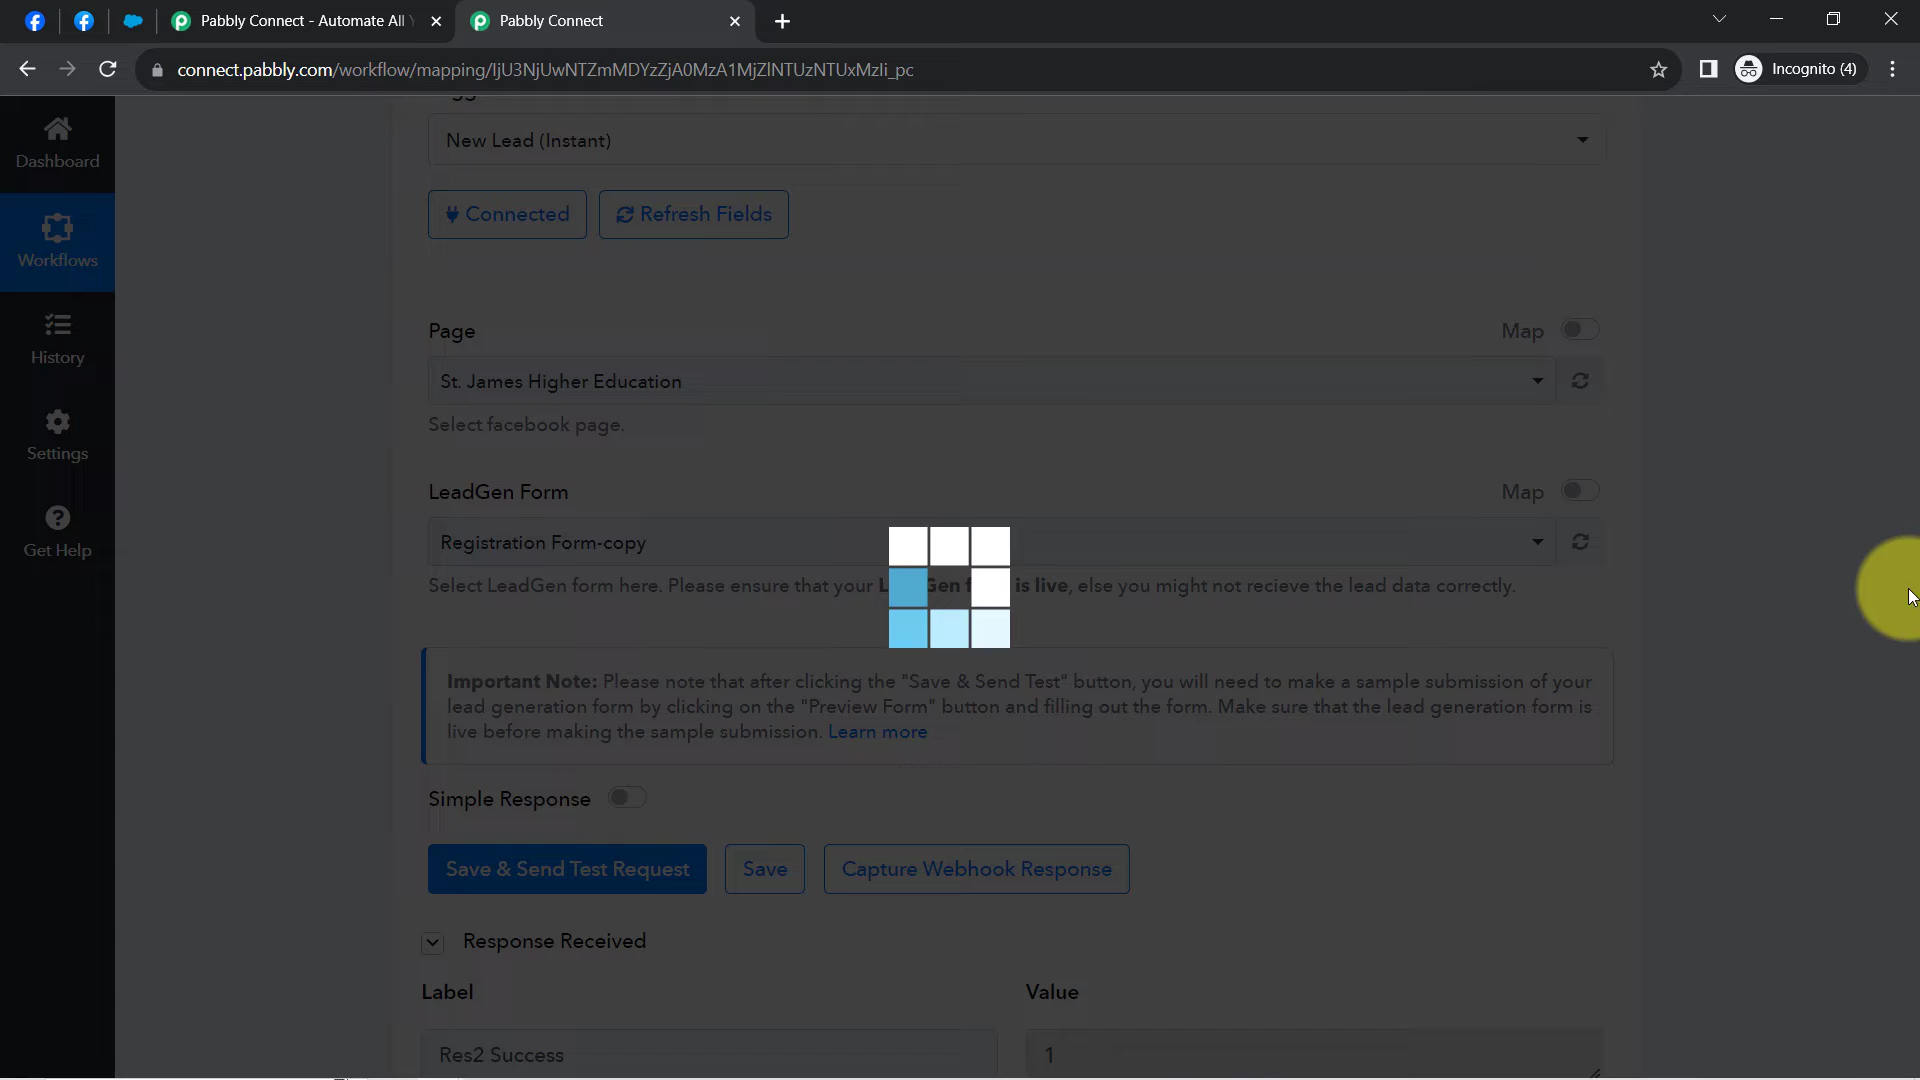 Pabbly Connect - Automate All
Pabbly Connect
connect.pabbly.com/workflow/mapping/IjU3NjUwNTZmMDYzZjA0MzA1MjZlNTUzNTUxMzIi_pc
Incognito (4)
Dashboard
Workflows
History
Settings
Get Help
New Lead (Instant)
Connected
Refresh Fields
Page
Map
St. James Higher Education
Select facebook page.
LeadGen Form
Map
Registration Form-copy
Select LeadGen form here. Please ensure that your is live, else you might not recieve the lead data correctly.
Important Note: Please note that after clicking the "Save & Send Test" button, you will need to make a sample submission of your
lead generation form by clicking on the "Preview Form" button and filling out the form. Make sure that the lead generation form is
live before making the sample submission. Learn more
Simple Response
Save & Send Test Request
Save
Capture Webhook Response
Response Received
Label
Value
Res2 Success
1